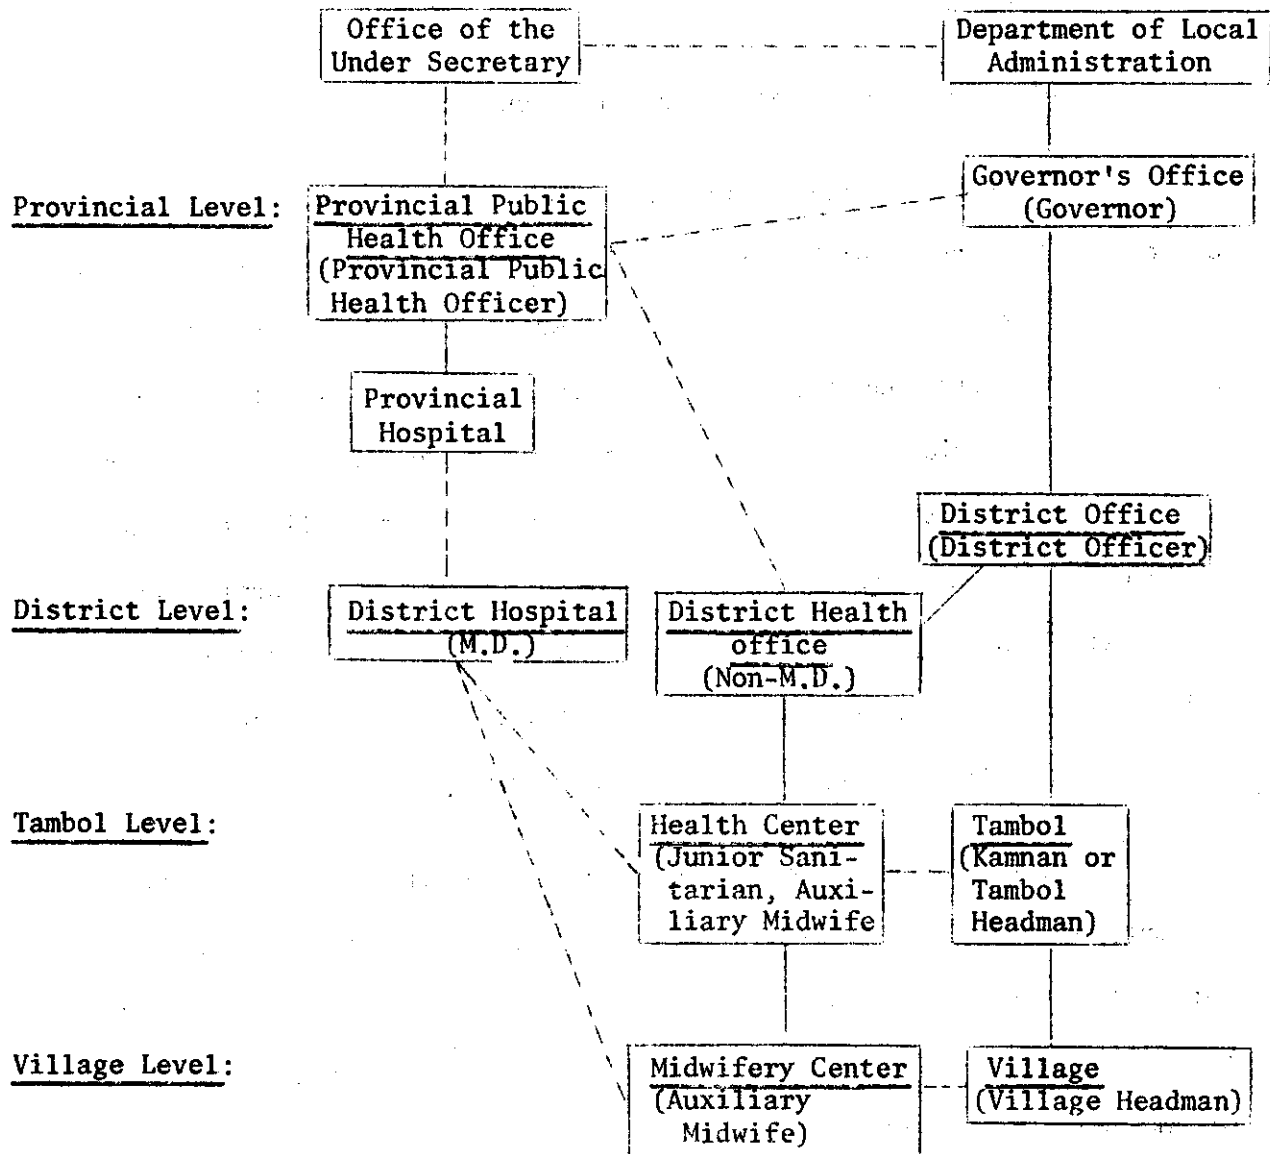 Office of the
Under Secretary
Department of Local
Administration
Provincial Level:
Provincial Public
Health Office
(Provincial Public
Health Officer)
Governor's Office
(Governor)
Provincial
Hospital
District Office
(District Officer)
District Level:
District Hospital
(M.D.)
District Health
office
(Non-M.D.)
Tambol Level:
Health Center
(Junior Sani-
tarian, Auxi-
liary Midwife
Tambol
(Kamnan or
Tambol
Headman)
Village Level:
Midwifery Center
(Auxiliary
Midwife)
Village
(Village Headman)